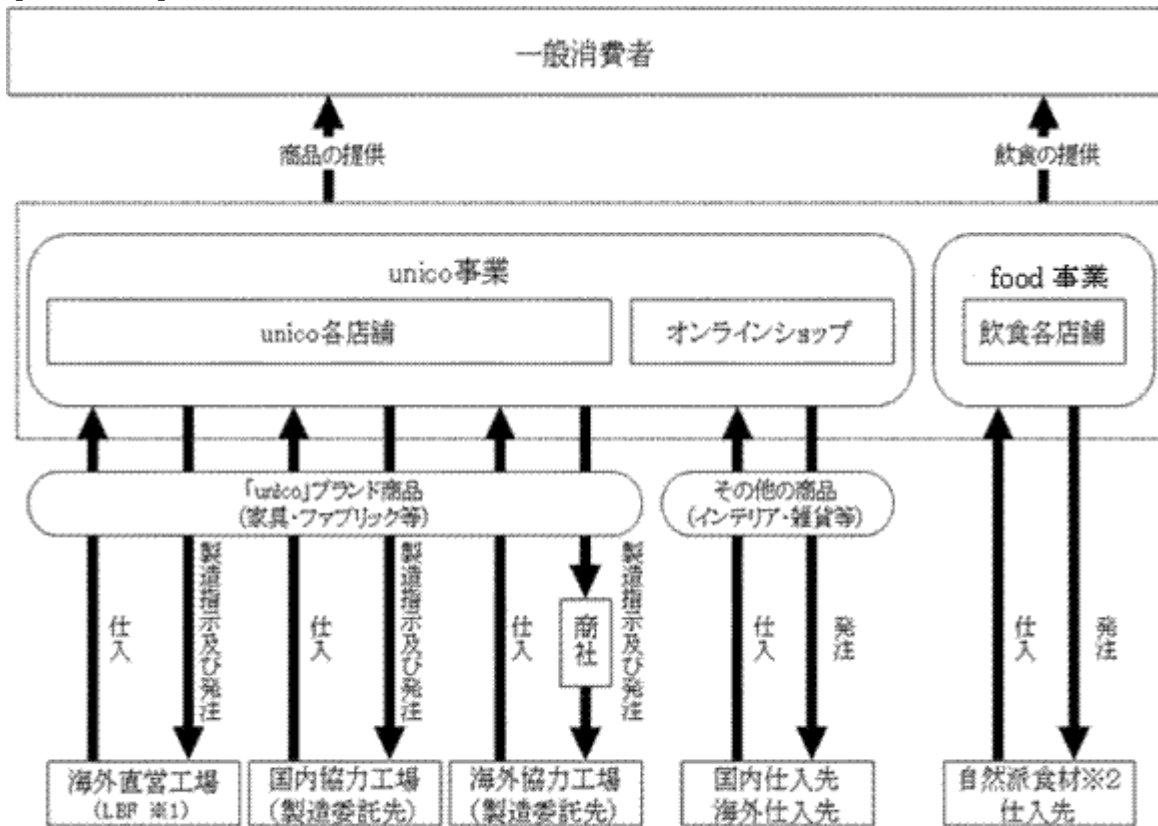 一般消費者
商品の提供
飲食の提供
unico事業
food 事業
unico各店舗
オンラインショップ
飲食各店舗
「unico」ブランド商品
(家具・ファブリック等)
その他の商品
(インテリア・雑貨等)
仕入
製造指示及び発注
仕入
製造指示及び発注
仕入
商社
製造指示及び発注
仕入
発注
仕入
発注
海外直営工場
(LBF ※1)
国内協力工場
(製造委託先)
海外協力工場
(製造委託先)
国内仕入先
海外仕入先
自然派食材※2
仕入先